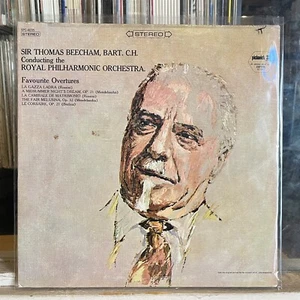 STEREO
SIR THOMAS BEECHAM, BART. C.H.
Conducting the
ROYAL PHILHARMONIC ORCHESTRA.
Favourite Overtures
LA GAZZA LADRA (Rossini)
A MIDSUMMER NIGHT'S DREAM, OP. 21 (Mendelssohn)
LA CAMBIALE DI MATRIMONIO (Rossini)
THE FAIR MELUSINA, Op. 32 (Mendelssohn)
LE CORSAIRE, OP. 21 (Berlioz)